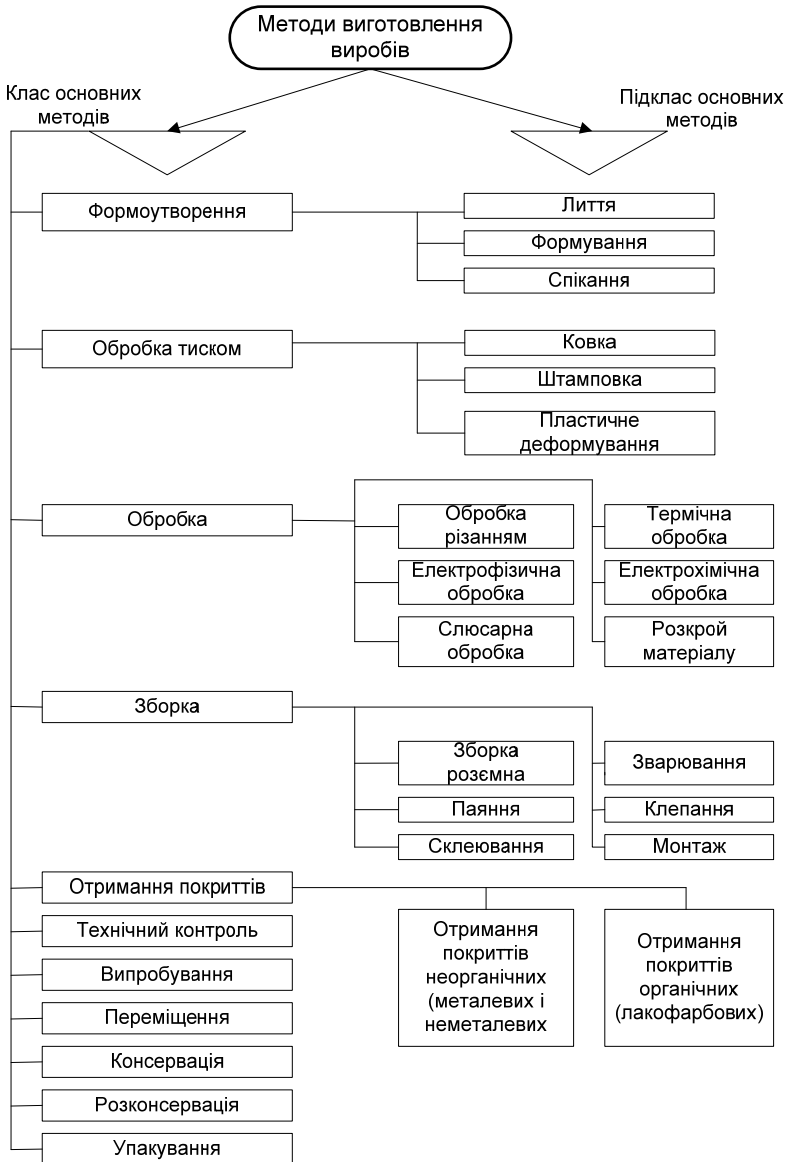 Методи виготовлення
виробів
Клас основних
методів
Підклас основних
методів
Формоутворення
Лиття
Формування
Спікання
Обробка тиском
Ковка
Штамповка
Пластичне
деформування
Обробка
Обробка
різанням
Термічна
обробка
Електрофізична
обробка
Електрохімічна
обробка
Слюсарна
обробка
Розкрой
матеріалу
Зборка
Зборка
розємна
Зварювання
Паяння
Клепання
Склеювання
Монтаж
Отримання покриттів
Отримання
покриттів
неорганічних
(металевих і
неметалевих
Отримання
покриттів
органічних
(лакофарбових)
Технічний контроль
Випробування
Переміщення
Консервація
Розконсервація
Упакування